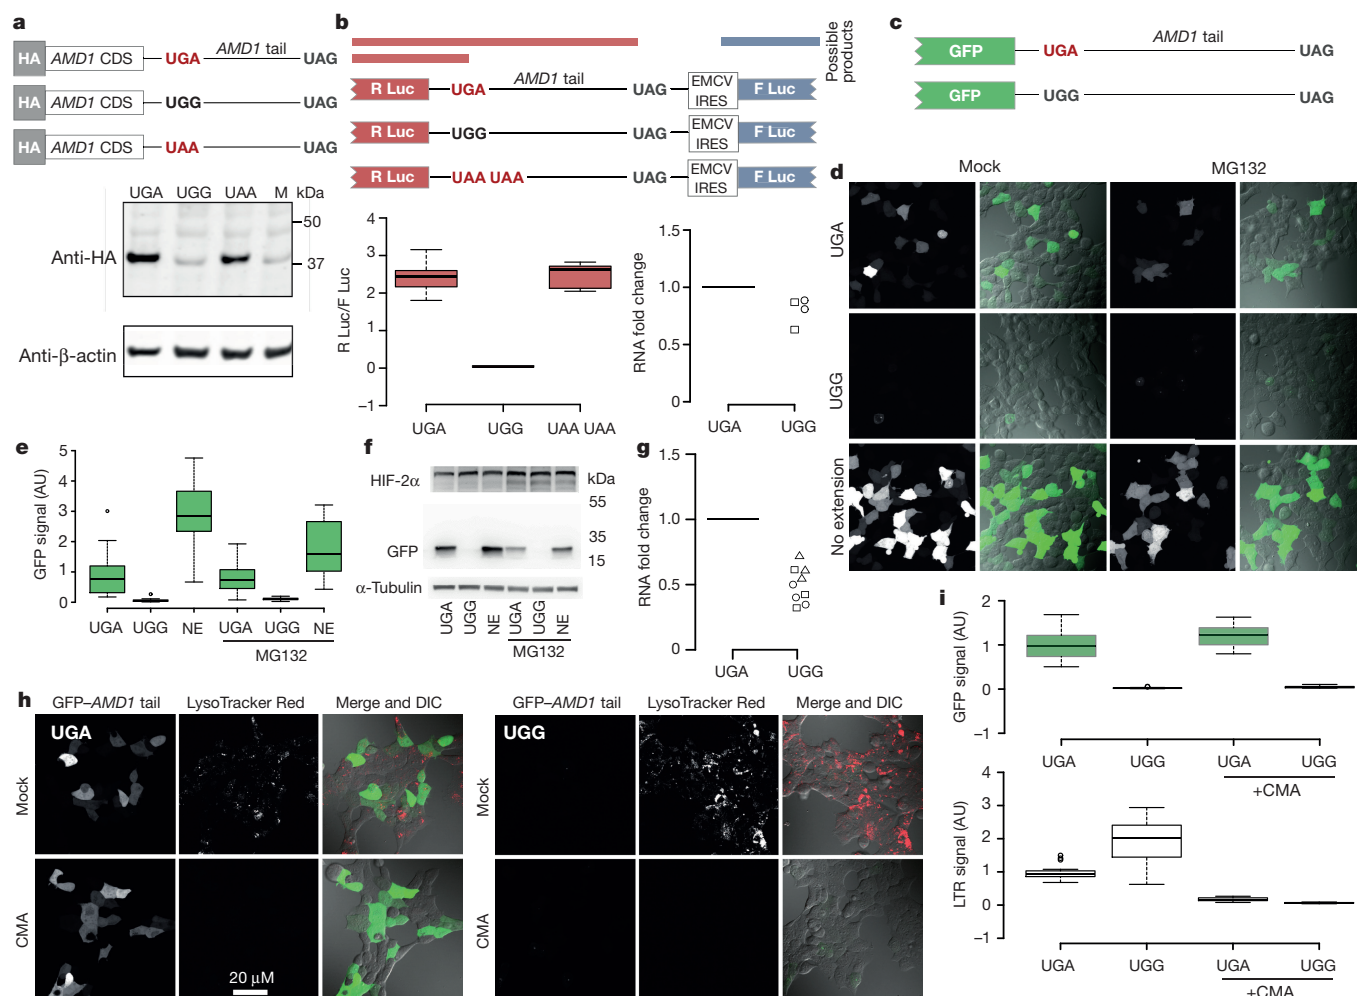 a
HA AMD1 CDS UGA AMD1 tail UAG
HA AMD1 CDS UGG UAG
HA AMD1 CDS UAA UAG
UGA UGG UAA M kDa
50
Anti-HA
37
Anti-β-actin
b
Possible products
R Luc UGA AMD1 tail UAG EMCV IRES F Luc
R Luc UGG UAG EMCV IRES F Luc
R Luc UAA UAA UAG EMCV IRES F Luc
R Luc/F Luc
4
3
2
1
0
−1
UGA UGG UAA UAA
RNA fold change
1.5
1.0
0.5
0
UGA UGG
c
GFP UGA AMD1 tail UAG
GFP UGG UAG
d
Mock MG132
UGA
UGG
No extension
e
GFP signal (AU)
5
4
3
2
1
0
UGA UGG NE UGA UGG NE
MG132
f
HIF-2α
kDa
55
35
GFP
15
α-Tubulin
UGA UGG NE UGA UGG NE
MG132
g
RNA fold change
1.5
1.0
0.5
0
UGA UGG
h
GFP–AMD1 tail LysoTracker Red Merge and DIC
UGA
Mock
CMA
20 µM
GFP–AMD1 tail LysoTracker Red Merge and DIC
UGG
Mock
CMA
i
GFP signal (AU)
2
1
0
−1
UGA UGG UGA UGG
+CMA
LTR signal (AU)
4
3
2
1
0
−1
UGA UGG UGA UGG
+CMA